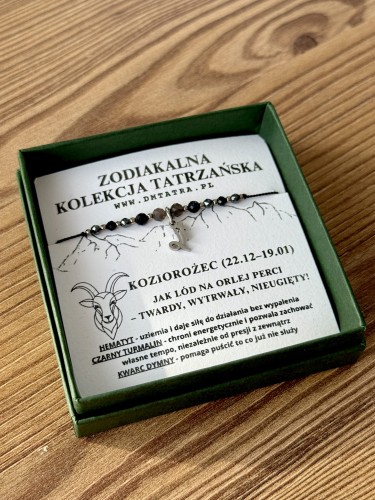 ZODIAKALNA
KOLEKCJA TATRZAŃSKA
WWW.DMTATRA.PL
KOZIOROŻEC (22.12–19.01)
JAK LÓD NA ORLEJ PERCI
– TWARDY, WYTRWAŁY, NIEUGIĘTY!
HEMATYT - uziemia i daje siłę do działania bez wypalenia
CZARNY TURMALIN - chroni energetycznie i pozwala zachować
własne tempo, niezależnie od presji z zewnątrz
KWARC DYMNY - pomaga puścić to co już nie służy